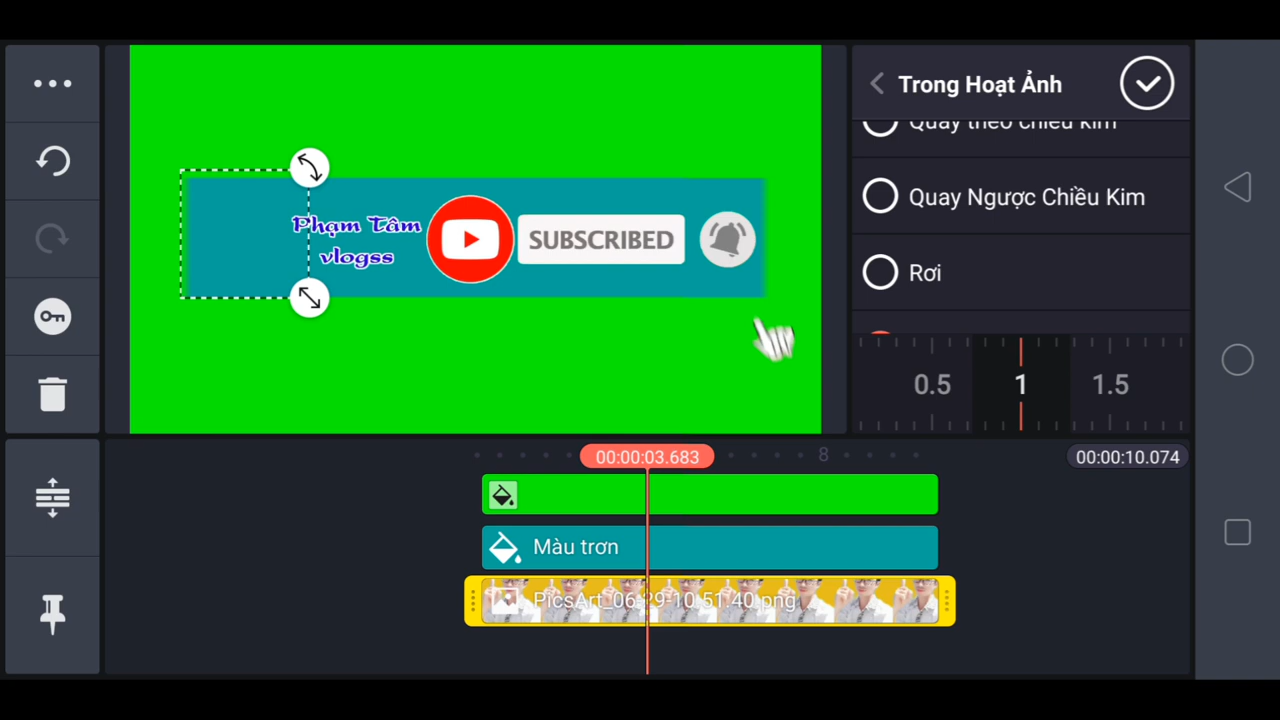 Trong Hoạt Ảnh
Quay theo chiều kim
Quay Ngược Chiều Kim
Rơi
0.5 1 1.5
Phạm Tâm
vlogss
SUBSCRIBED
00:00:03.683
8
00:00:10.074
Màu trơn
PicsArt_06-29-10.51.40.png